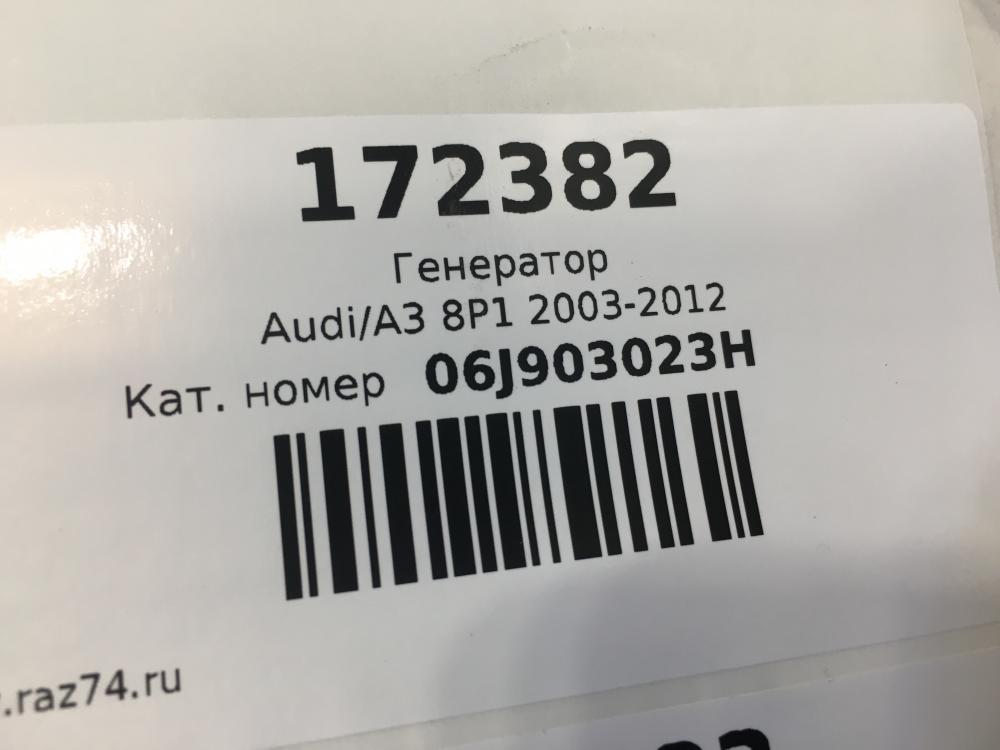 172382
Генератор
Audi/A3 8P1 2003-2012
Кат. номер 06J903023H
.raz74.ru